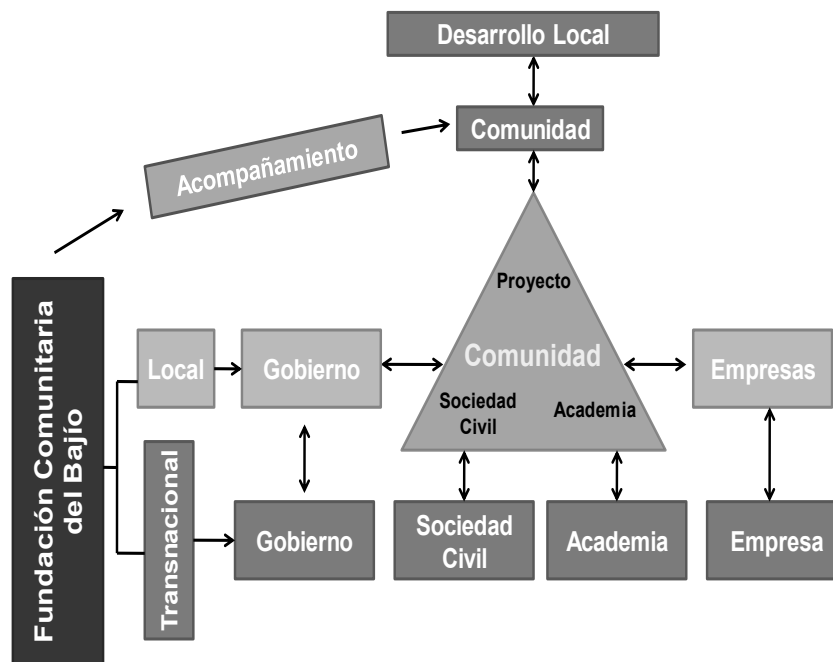 Desarrollo Local
Comunidad
Acompañamiento
Proyecto
Comunidad
Sociedad
Civil
Academia
Fundación Comunitaria
del Bajío
Local
Gobierno
Empresas
Transnacional
Gobierno
Sociedad
Civil
Academia
Empresa